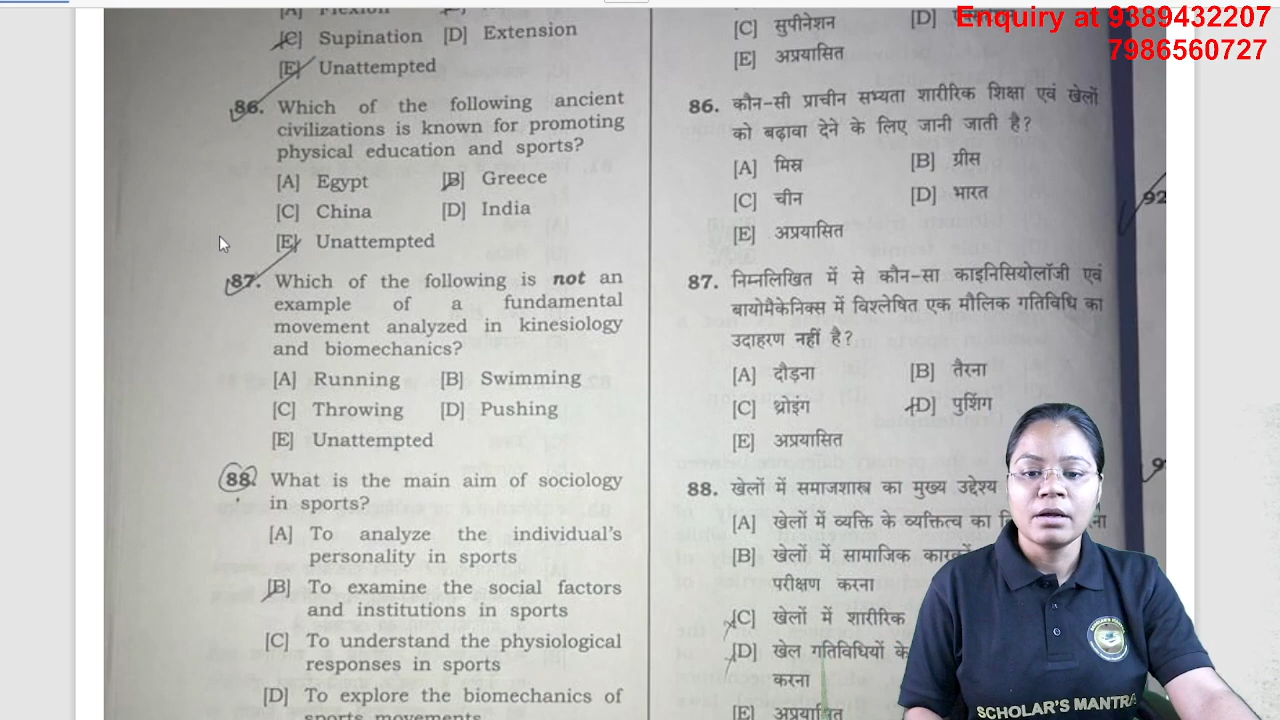 Enquiry at 9389432207
7986560727
[C] Supination [D] Extension
[E] Unattempted
86. Which of the following ancient
civilizations is known for promoting
physical education and sports?
[A] Egypt [B] Greece
[C] China [D] India
[E] Unattempted
87. Which of the following is not an
example of a fundamental
movement analyzed in kinesiology
and biomechanics?
[A] Running [B] Swimming
[C] Throwing [D] Pushing
[E] Unattempted
88. What is the main aim of sociology
in sports?
[A] To analyze the individual's
personality in sports
[B] To examine the social factors
and institutions in sports
[C] To understand the physiological
responses in sports
[D] To explore the biomechanics of
sports movements
[C] सुपीनेशन [D]
[E] अप्रयासित
86. कौन-सी प्राचीन सभ्यता शारीरिक शिक्षा एवं खेलों
को बढ़ावा देने के लिए जानी जाती है?
[A] मिस्र [B] ग्रीस
[C] चीन [D] भारत
[E] अप्रयासित
87. निम्नलिखित में से कौन-सा काइनिसियोलॉजी एवं
बायोमैकेनिक्स में विश्लेषित एक मौलिक गतिविधि का
उदाहरण नहीं है?
[A] दौड़ना [B] तैरना
[C] थ्रोइंग [D] पुशिंग
[E] अप्रयासित
88. खेलों में समाजशास्त्र का मुख्य उद्देश्य
[A] खेलों में व्यक्ति के व्यक्तित्व का
[B] खेलों में सामाजिक कारकों
परीक्षण करना
[C] खेलों में शारीरिक
[D] खेल गतिविधियों के
करना
[E] अप्रयासित
92
SCHOLAR'S MANTRA